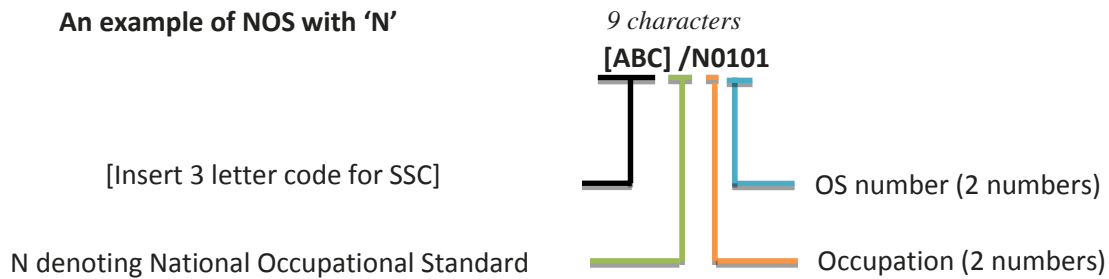 An example of NOS with ‘N’
9 characters
[ABC] /N0101
[Insert 3 letter code for SSC]
OS number (2 numbers)
N denoting National Occupational Standard
Occupation (2 numbers)